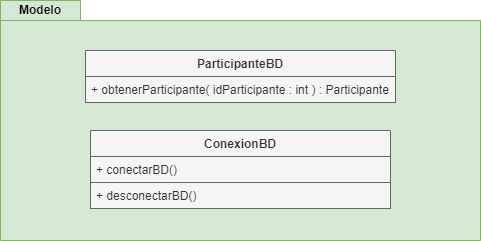 Modelo
ParticipanteBD
+ obtenerParticipante( idParticipante : int ) : Participante
ConexionBD
+ conectarBD()
+ desconectarBD()